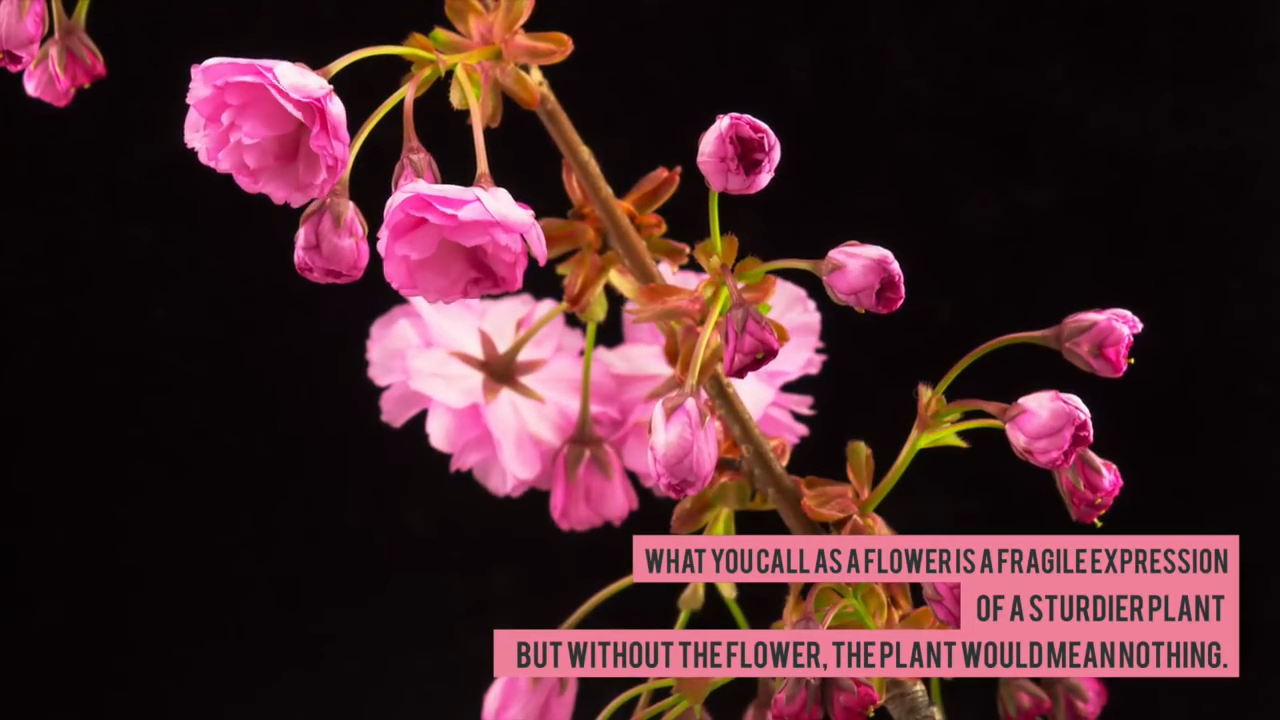 WHAT YOU CALL AS A FLOWER IS A FRAGILE EXPRESSION
OF A STURDIER PLANT
BUT WITHOUT THE FLOWER, THE PLANT WOULD MEAN NOTHING.